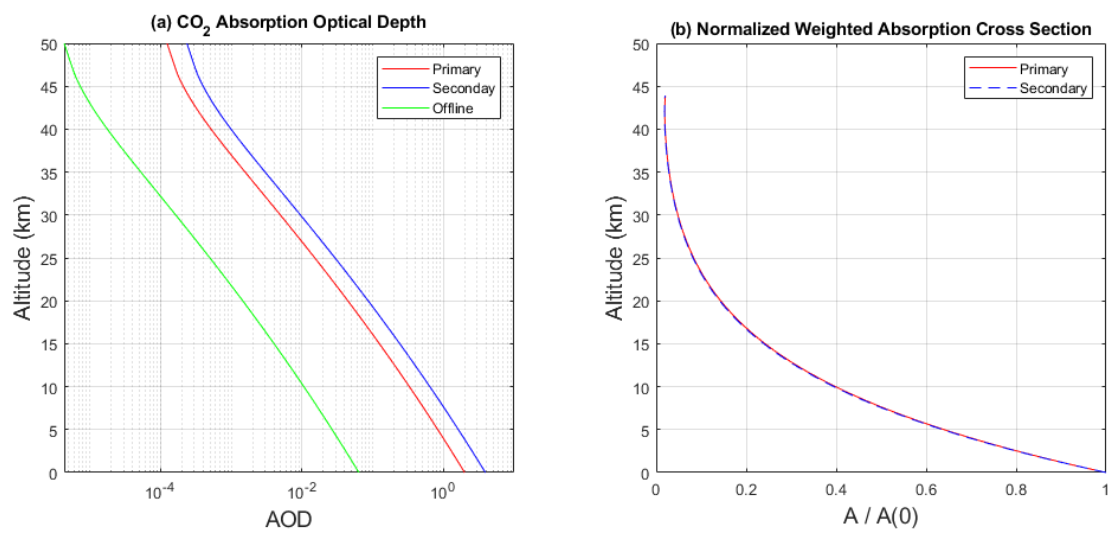 (a) CO₂ Absorption Optical Depth
50
45
40
35
30
25
20
15
10
5
0
Altitude (km)
Primary
Seconday
Offline
10⁻⁴
10⁻²
10⁰
AOD
(b) Normalized Weighted Absorption Cross Section
50
45
40
35
30
25
20
15
10
5
0
Altitude (km)
Primary
Secondary
0
0.2
0.4
0.6
0.8
1
A / A(0)